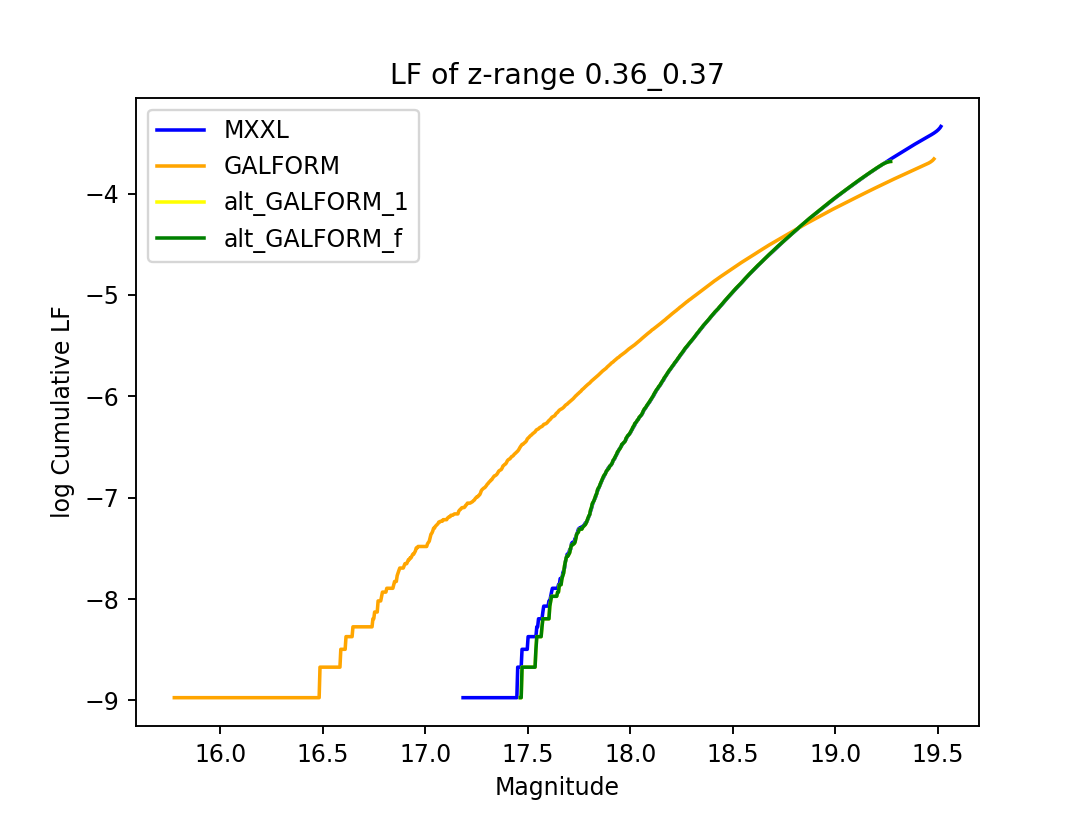 LF of z-range 0.36_0.37
MXXL
GALFORM
alt_GALFORM_1
alt_GALFORM_f
log Cumulative LF
−4
−5
−6
−7
−8
−9
16.0 16.5 17.0 17.5 18.0 18.5 19.0 19.5
Magnitude